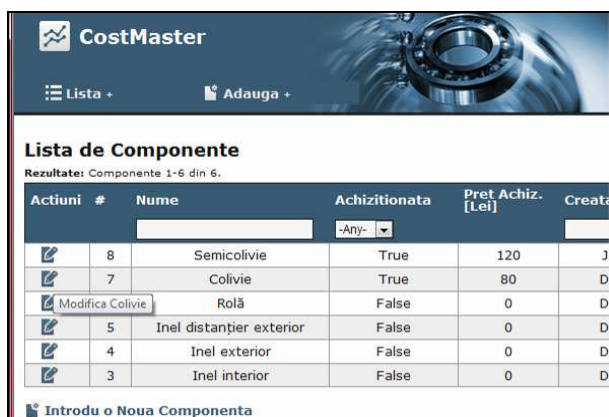 CostMaster
Lista +
Adauga +
Lista de Componente
Rezultate: Componente 1-6 din 6.
Actiuni # Nume Achizitionata Pret Achiz. [Lei] Creata
-Any-
8 Semicolivie True 120 J
7 Colivie True 80 D
Modifica Colivie Rolă False 0 D
5 Inel distanțier exterior False 0 D
4 Inel exterior False 0 D
3 Inel interior False 0 D
Introdu o Noua Componenta